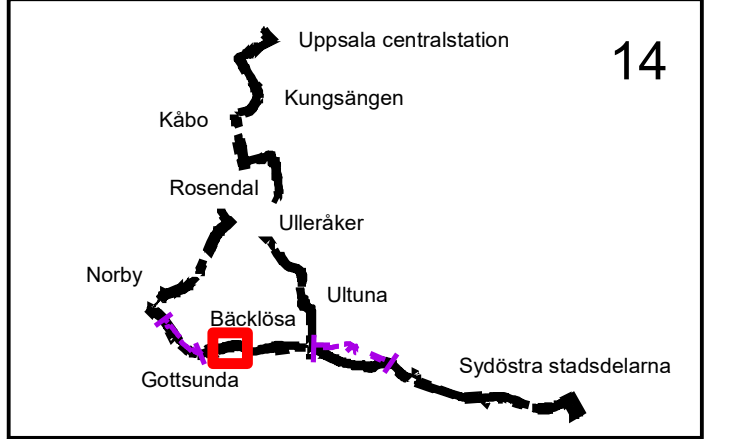 Uppsala centralstation
14
Kungsängen
Kåbo
Rosendal
Ulleråker
Norby
Ultuna
Bäcklösa
Sydöstra stadsdelarna
Gottsunda